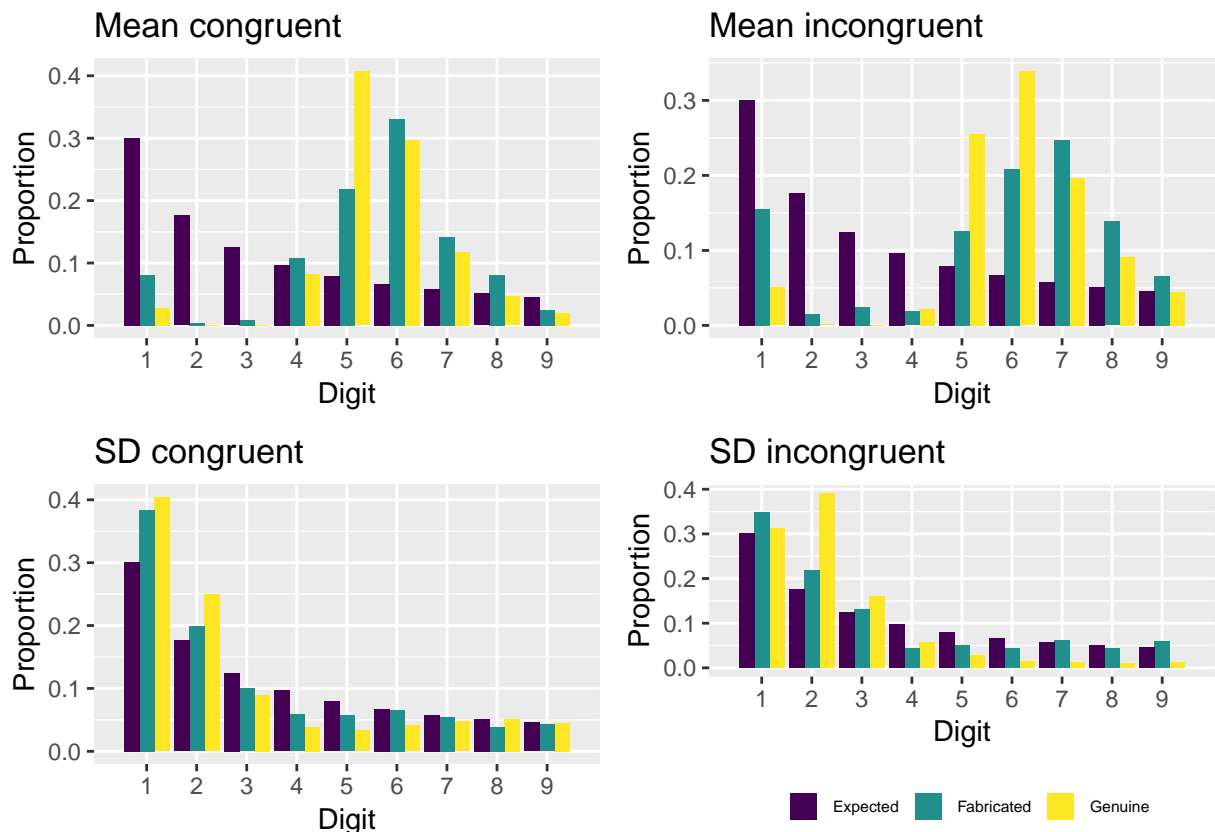 Mean congruent
0.4
0.3
0.2
0.1
0.0
Proportion
1 2 3 4 5 6 7 8 9
Digit
Mean incongruent
0.3
0.2
0.1
0.0
Proportion
1 2 3 4 5 6 7 8 9
Digit
SD congruent
0.4
0.3
0.2
0.1
0.0
Proportion
1 2 3 4 5 6 7 8 9
Digit
SD incongruent
0.4
0.3
0.2
0.1
0.0
Proportion
1 2 3 4 5 6 7 8 9
Digit
Expected Fabricated Genuine